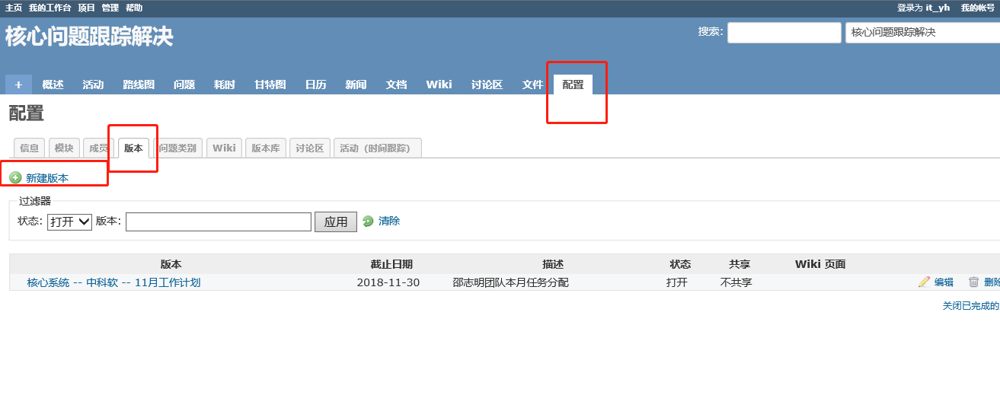 主页 我的工作台 项目 管理 帮助 登录为 it_yh 我的帐号
核心问题跟踪解决 搜索: 核心问题跟踪解决
+ 概述 活动 路线图 问题 耗时 甘特图 日历 新闻 文档 Wiki 讨论区 文件 配置
配置
信息 模块 成员 版本 问题类别 Wiki 版本库 讨论区 活动（时间跟踪）
新建版本
过滤器
状态: 打开 版本: 应用 清除
版本 截止日期 描述 状态 共享 Wiki 页面
核心系统 -- 中科软 -- 11月工作计划 2018-11-30 邵志明团队本月任务分配 打开 不共享 编辑 删除
关闭已完成的